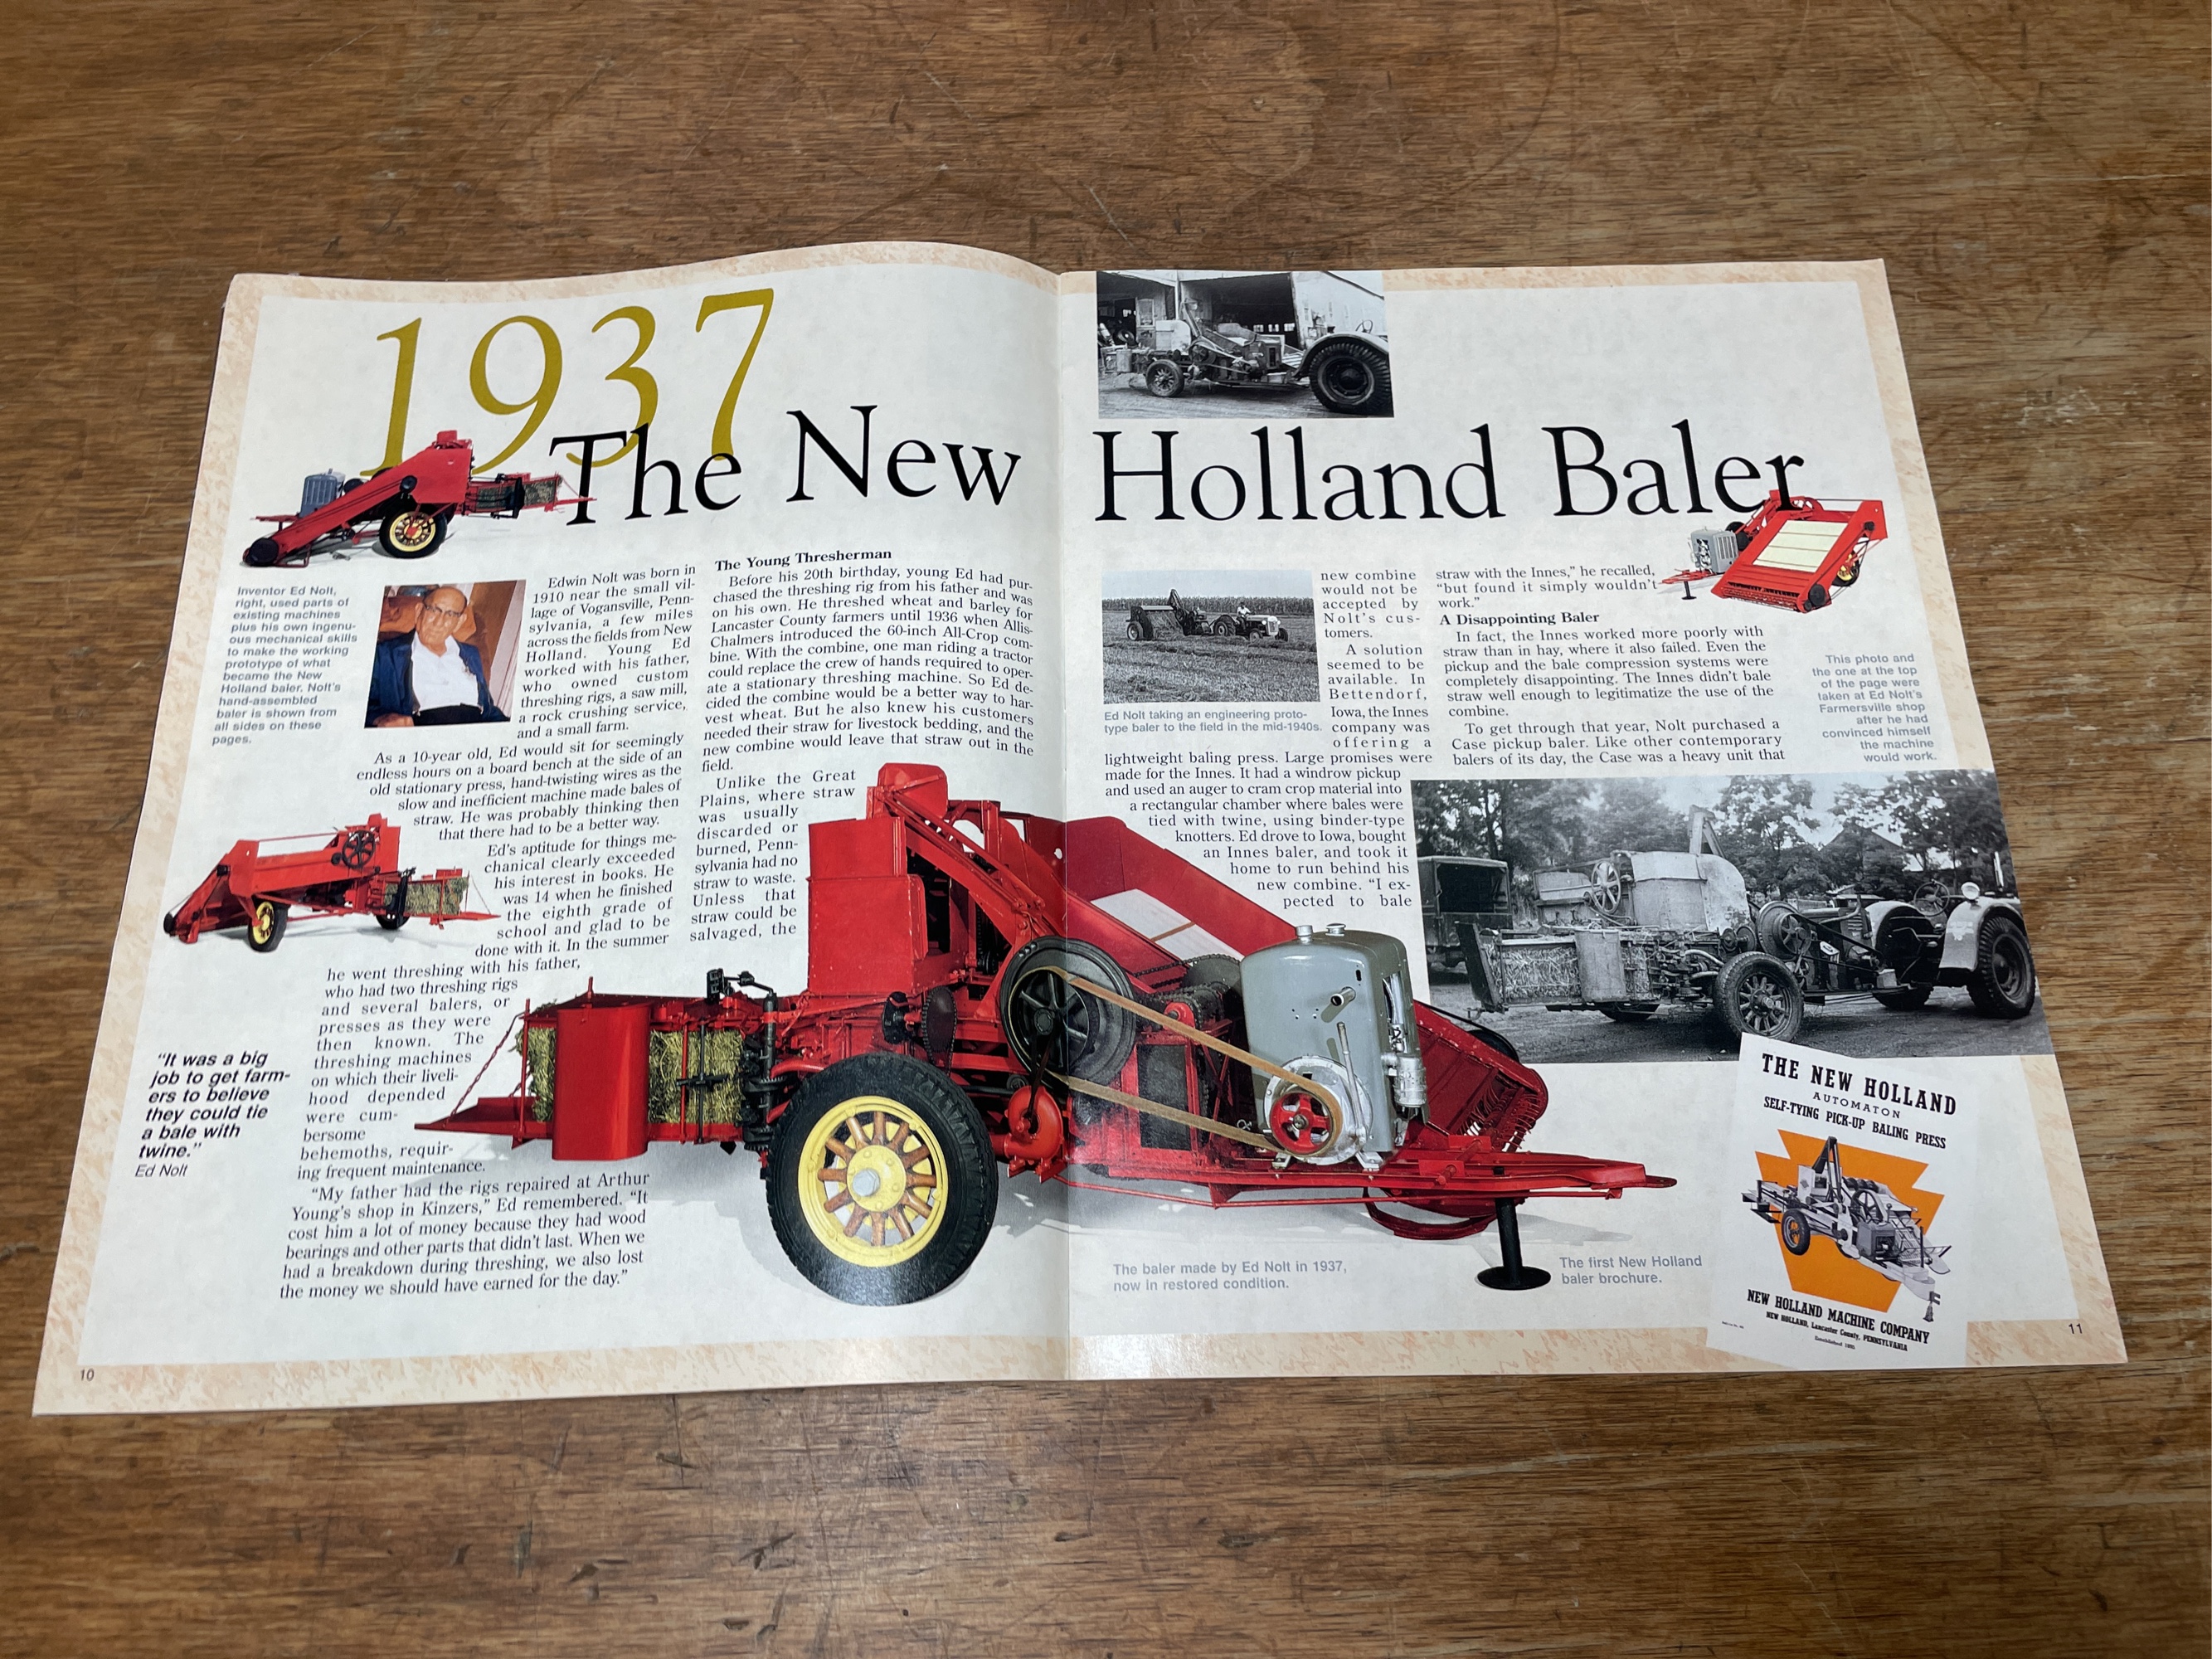 1937
The New Holland Baler
Inventor Ed Nolt,
right, used parts of
existing machines
plus his own ingenu-
ous mechanical skills
to make the working
prototype of what
became the New
Holland baler. Nolt's
hand-assembled
baler is shown from
all sides on these
pages.
Edwin Nolt was born in
1910 near the small vil-
lage of Vogansville, Penn-
sylvania, a few miles
across the fields from New
Holland. Young Ed
worked with his father,
who owned custom
threshing rigs, a saw mill,
a rock crushing service,
and a small farm.
As a 10-year old, Ed would sit for seemingly
endless hours on a board bench at the side of an
old stationary press, hand-twisting wires as the
slow and inefficient machine made bales of
straw. He was probably thinking then
that there had to be a better way.
Ed's aptitude for things me-
chanical clearly exceeded
his interest in books. He
was 14 when he finished
the eighth grade of
school and glad to be
done with it. In the summer
he went threshing with his father,
who had two threshing rigs
and several balers, or
presses as they were
then known. The
threshing machines
on which their liveli-
hood depended
were cum-
bersome
behemoths, requir-
ing frequent maintenance.
"My father had the rigs repaired at Arthur
Young's shop in Kinzers," Ed remembered. "It
cost him a lot of money because they had wood
bearings and other parts that didn't last. When we
had a breakdown during threshing, we also lost
the money we should have earned for the day."
"It was a big
job to get farm-
ers to believe
they could tie
a bale with
twine."
Ed Nolt
10
The Young Thresherman
Before his 20th birthday, young Ed had pur-
chased the threshing rig from his father and was
on his own. He threshed wheat and barley for
Lancaster County farmers until 1936 when Allis-
Chalmers introduced the 60-inch All-Crop com-
bine. With the combine, one man riding a tractor
could replace the crew of hands required to oper-
ate a stationary threshing machine. So Ed de-
cided the combine would be a better way to har-
vest wheat. But he also knew his customers
needed their straw for livestock bedding, and the
new combine would leave that straw out in the
field.
Unlike the Great
Plains, where straw
was usually
discarded or
burned, Penn-
sylvania had no
straw to waste.
Unless that
straw could be
salvaged, the
new combine
would not be
accepted by
Nolt's cus-
tomers.
A solution
seemed to be
available. In
Bettendorf,
Iowa, the Innes
company was
offering a
lightweight baling press. Large promises were
made for the Innes. It had a windrow pickup
and used an auger to cram crop material into
a rectangular chamber where bales were
tied with twine, using binder-type
knotters. Ed drove to Iowa, bought
an Innes baler, and took it
home to run behind his
new combine. "I ex-
pected to bale
Ed Nolt taking an engineering proto-
type baler to the field in the mid-1940s.
straw with the Innes," he recalled,
"but found it simply wouldn't
work."
A Disappointing Baler
In fact, the Innes worked more poorly with
straw than in hay, where it also failed. Even the
pickup and the bale compression systems were
completely disappointing. The Innes didn't bale
straw well enough to legitimatize the use of the
combine.
To get through that year, Nolt purchased a
Case pickup baler. Like other contemporary
balers of its day, the Case was a heavy unit that
This photo and
the one at the top
of the page were
taken at Ed Nolt's
Farmersville shop
after he had
convinced himself
the machine
would work.
The baler made by Ed Nolt in 1937,
now in restored condition.
The first New Holland
baler brochure.
THE NEW HOLLAND
AUTOMATON
SELF-TYING PICK-UP BALING PRESS
NEW HOLLAND MACHINE COMPANY
NEW HOLLAND, Lancaster County, PENNSYLVANIA
11